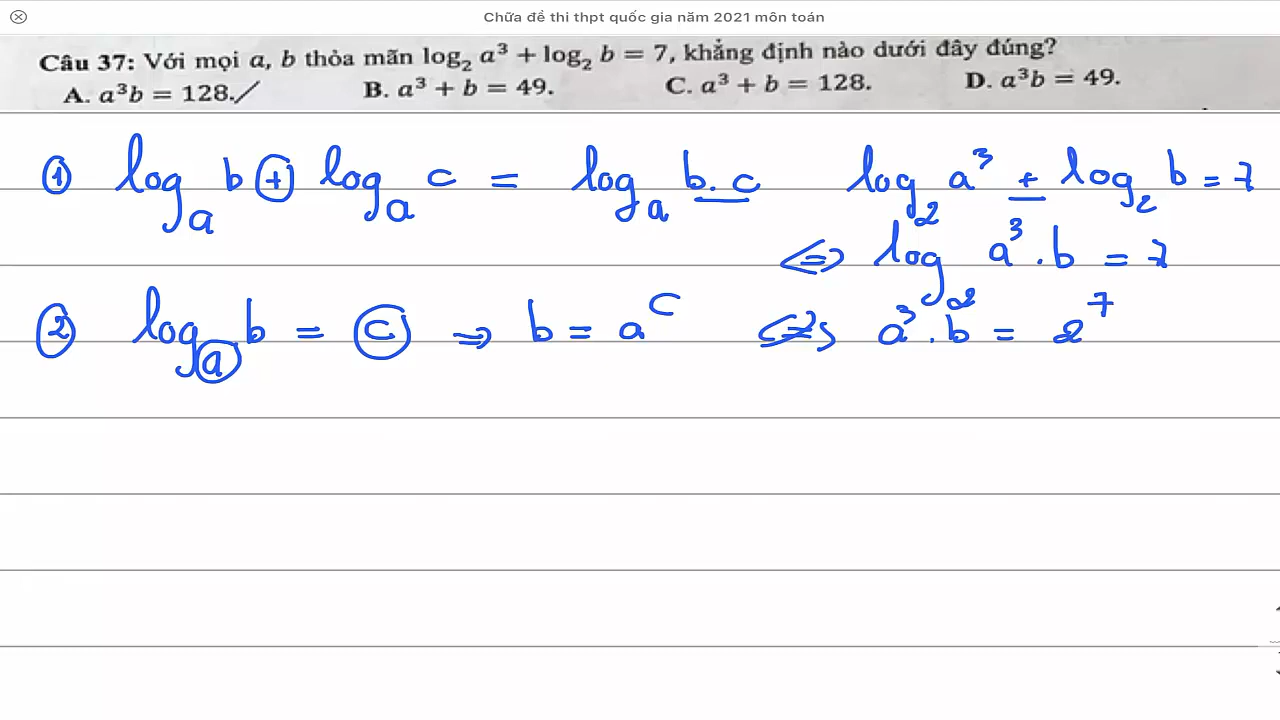 Chữa đề thi thpt quốc gia năm 2021 môn toán
Câu 37: Với mọi a, b thỏa mãn log₂ a³ + log₂ b = 7, khẳng định nào dưới đây đúng?
A. a³b = 128. B. a³ + b = 49. C. a³ + b = 128. D. a³b = 49.
① logₐ b + logₐ c = logₐ b.c log₂ a³ + log₂ b = 7
⇔ log₂ a³.b = 7
② logₐ b = c ⇒ b = a^c ⇔ a³.b = 2⁷